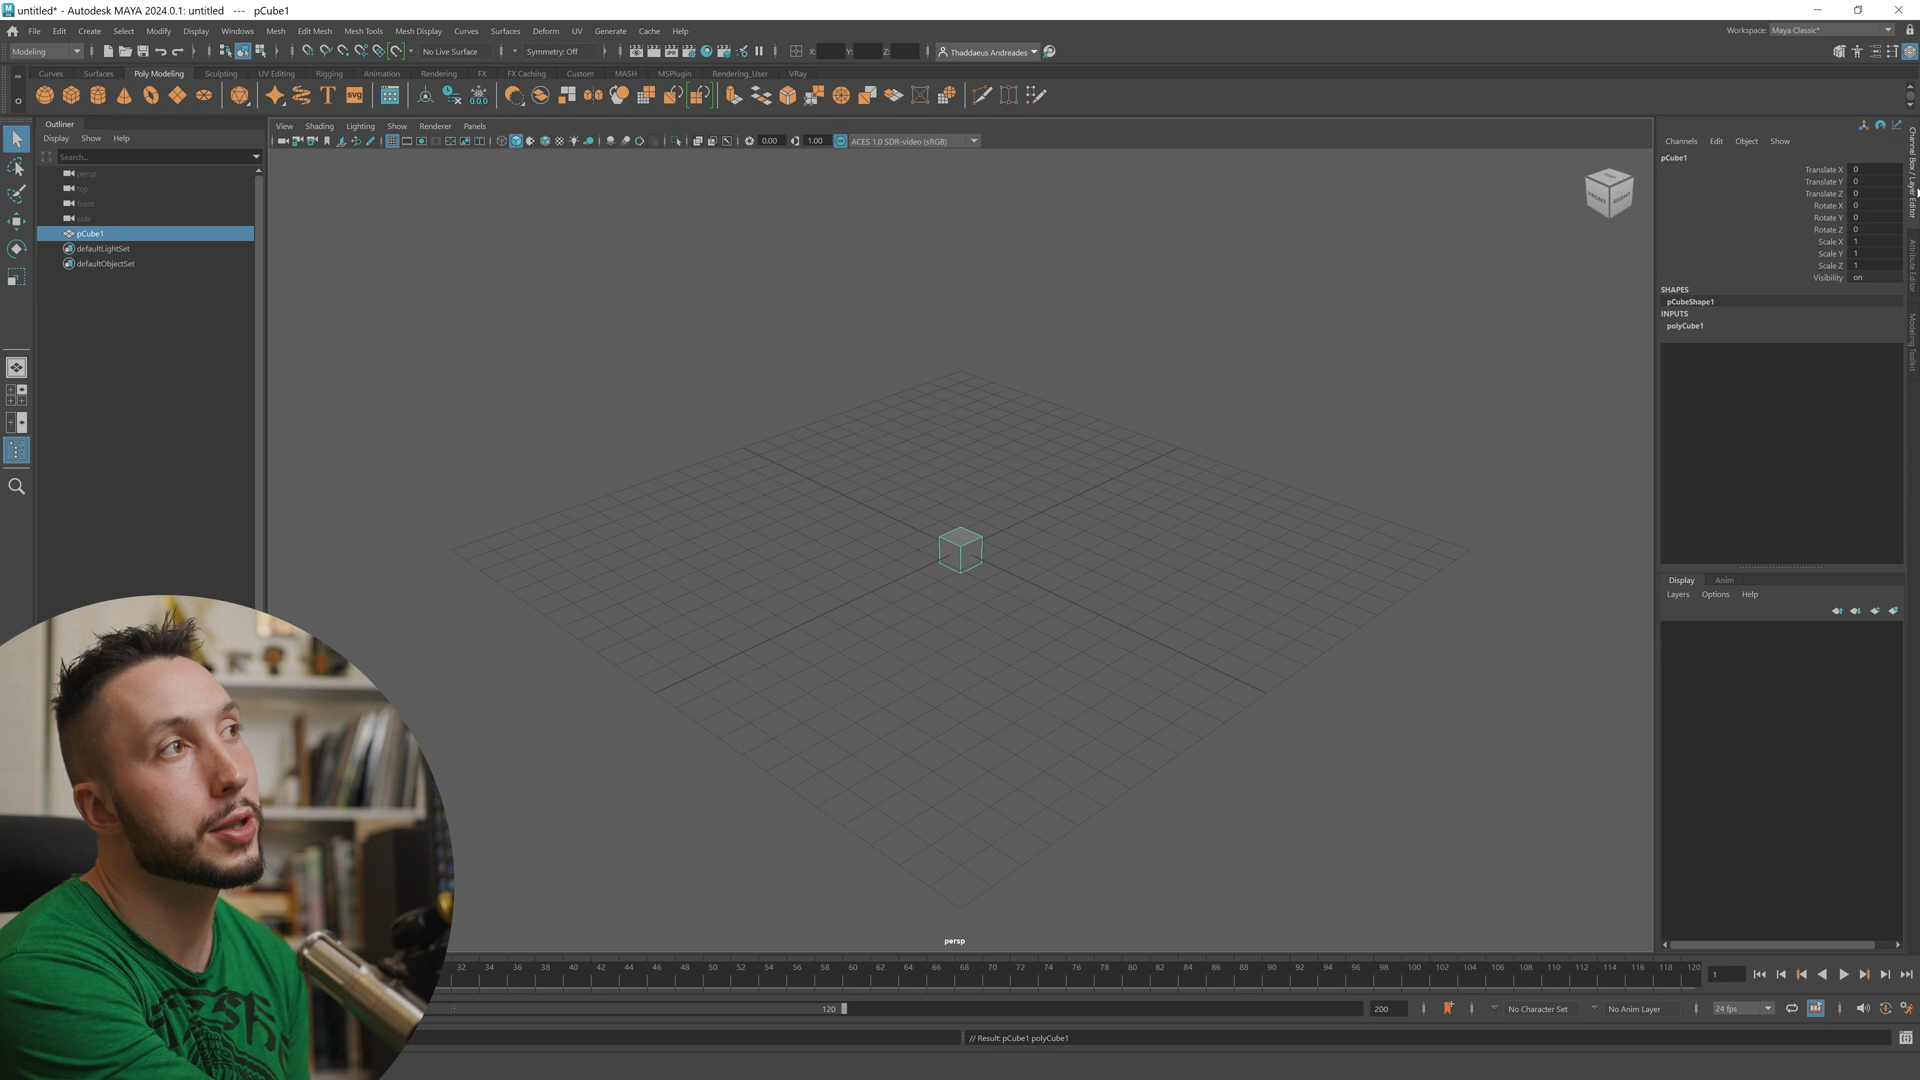 untitled* - Autodesk MAYA 2024.0.1: untitled --- pCube1
File Edit Create Select Modify Display Windows Mesh Edit Mesh Mesh Tools Mesh Display Curves Surfaces Deform UV Generate Cache Help
Workspace: Maya Classic*
Modeling
No Live Surface
Symmetry: Off
X: Y: Z:
Thaddaeus Andreades
Curves Surfaces Poly Modeling Sculpting UV Editing Rigging Animation Rendering FX FX Caching Custom MASH MSPlugin Rendering_User VRay
SVG
0,0,0
Outliner
Display Show Help
Search...
persp
top
front
side
pCube1
defaultLightSet
defaultObjectSet
View Shading Lighting Show Renderer Panels
0.00 1.00 ACES 1.0 SDR-video (sRGB)
FRONT RIGHT
persp
Channels Edit Object Show
pCube1
Translate X 0
Translate Y 0
Translate Z 0
Rotate X 0
Rotate Y 0
Rotate Z 0
Scale X 1
Scale Y 1
Scale Z 1
Visibility on
SHAPES
pCubeShape1
INPUTS
polyCube1
Channel Box / Layer Editor
Attribute Editor
Modeling Toolkit
Display Anim
Layers Options Help
32 34 36 38 40 42 44 46 48 50 52 54 56 58 60 62 64 66 68 70 72 74 76 78 80 82 84 86 88 90 92 94 96 98 100 102 104 106 108 110 112 114 116 118 120
1
120
200
No Character Set
No Anim Layer
24 fps
// Result: pCube1 polyCube1